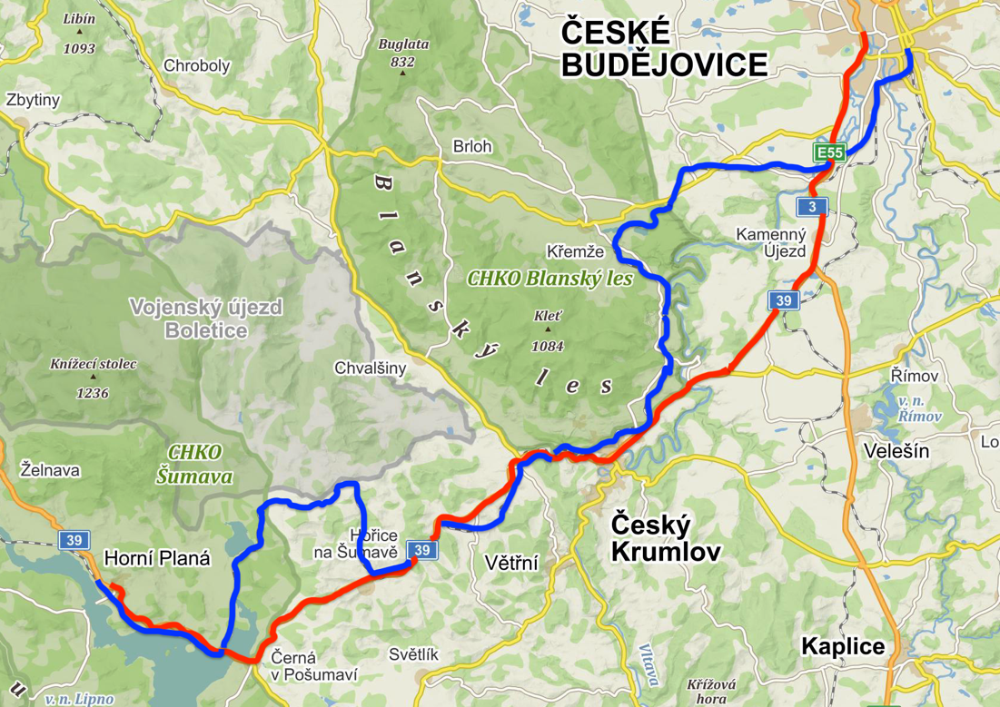 Libín
1093
Chroboly
Zbytiny
Buglata
832
ČESKÉ
BUDĚJOVICE
Brloh
E55
3
Blanský les
Křemže
Kamenný
Újezd
CHKO Blanský les
39
Vojenský újezd
Boletice
Kleť
1084
Knížecí stolec
1236
Chvalšiny
Římov
v. n.
Římov
CHKO
Šumava
Želnava
Velešín
Lo
Český
Krumlov
39
Horní Planá
Hořice
na Šumavě
39
Větřní
Kaplice
Černá
v Pošumaví
Světlík
Vltava
Křížová
hora
u
v. n. Lipno